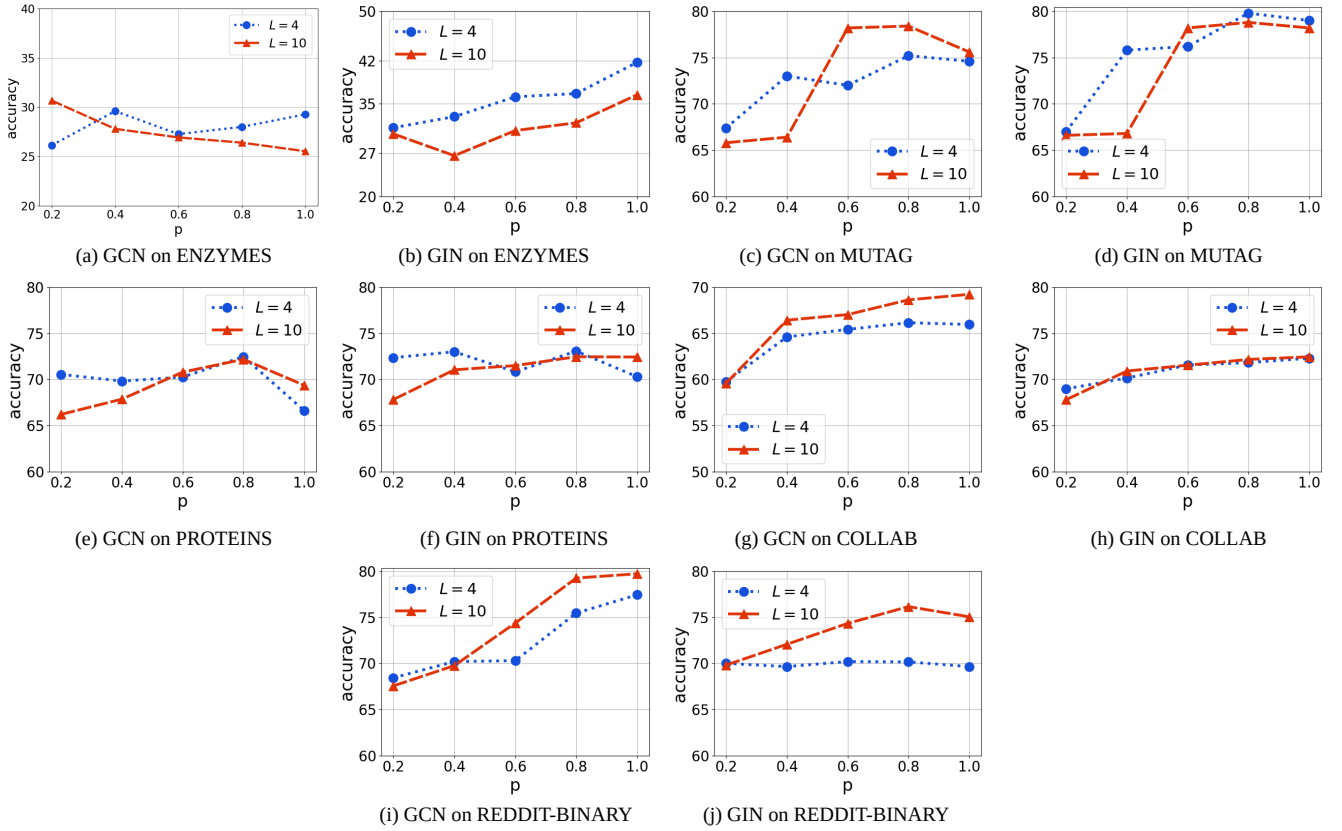 40
35
30
25
20
accuracy
L = 4
L = 10
0.2 0.4 0.6 0.8 1.0
p
(a) GCN on ENZYMES
50
42
35
27
20
accuracy
L = 4
L = 10
0.2 0.4 0.6 0.8 1.0
p
(b) GIN on ENZYMES
80
75
70
65
60
accuracy
L = 4
L = 10
0.2 0.4 0.6 0.8 1.0
p
(c) GCN on MUTAG
80
75
70
65
60
accuracy
L = 4
L = 10
0.2 0.4 0.6 0.8 1.0
p
(d) GIN on MUTAG
80
75
70
65
60
accuracy
L = 4
L = 10
0.2 0.4 0.6 0.8 1.0
p
(e) GCN on PROTEINS
80
75
70
65
60
accuracy
L = 4
L = 10
0.2 0.4 0.6 0.8 1.0
p
(f) GIN on PROTEINS
70
65
60
55
50
accuracy
L = 4
L = 10
0.2 0.4 0.6 0.8 1.0
p
(g) GCN on COLLAB
80
75
70
65
60
accuracy
L = 4
L = 10
0.2 0.4 0.6 0.8 1.0
p
(h) GIN on COLLAB
80
75
70
65
60
accuracy
L = 4
L = 10
0.2 0.4 0.6 0.8 1.0
p
(i) GCN on REDDIT-BINARY
80
75
70
65
60
accuracy
L = 4
L = 10
0.2 0.4 0.6 0.8 1.0
p
(j) GIN on REDDIT-BINARY